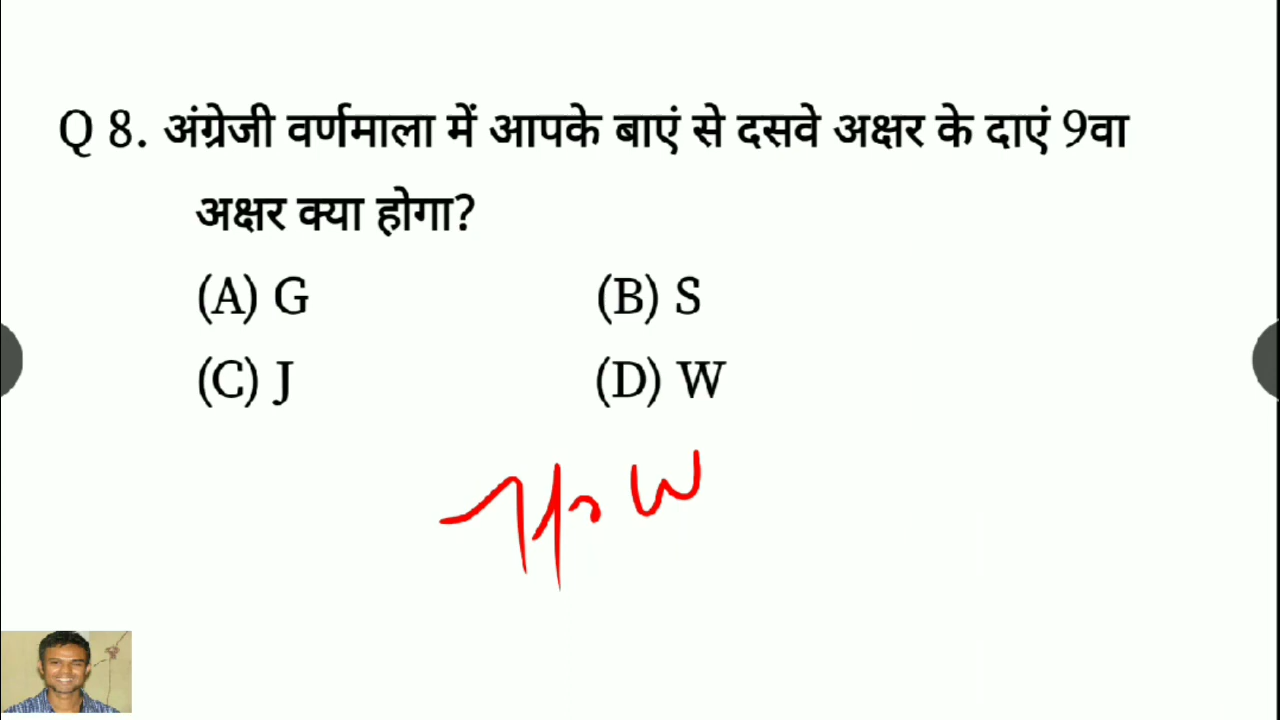 Q 8. अंग्रेजी वर्णमाला में आपके बाएं से दसवे अक्षर के दाएं 9वा
अक्षर क्या होगा?
(A) G (B) S
(C) J (D) W